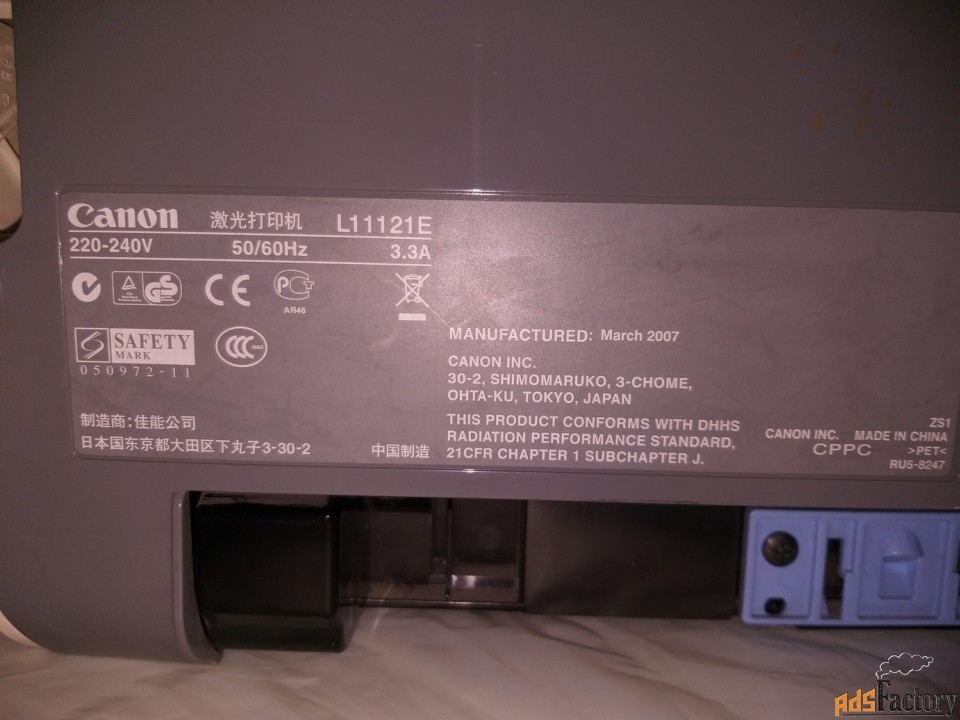 Canon 激光打印机 L11121E
220-240V 50/60Hz 3.3A
AR46
SAFETY
MARK
050972-11
MANUFACTURED: March 2007
CANON INC.
30-2, SHIMOMARUKO, 3-CHOME,
OHTA-KU, TOKYO, JAPAN
制造商:佳能公司
日本国东京都大田区下丸子3-30-2 中国制造
THIS PRODUCT CONFORMS WITH DHHS
RADIATION PERFORMANCE STANDARD,
21CFR CHAPTER 1 SUBCHAPTER J.
ZS1
CANON INC. MADE IN CHINA
CPPC >PET<
RU5-8247
AdsFactory